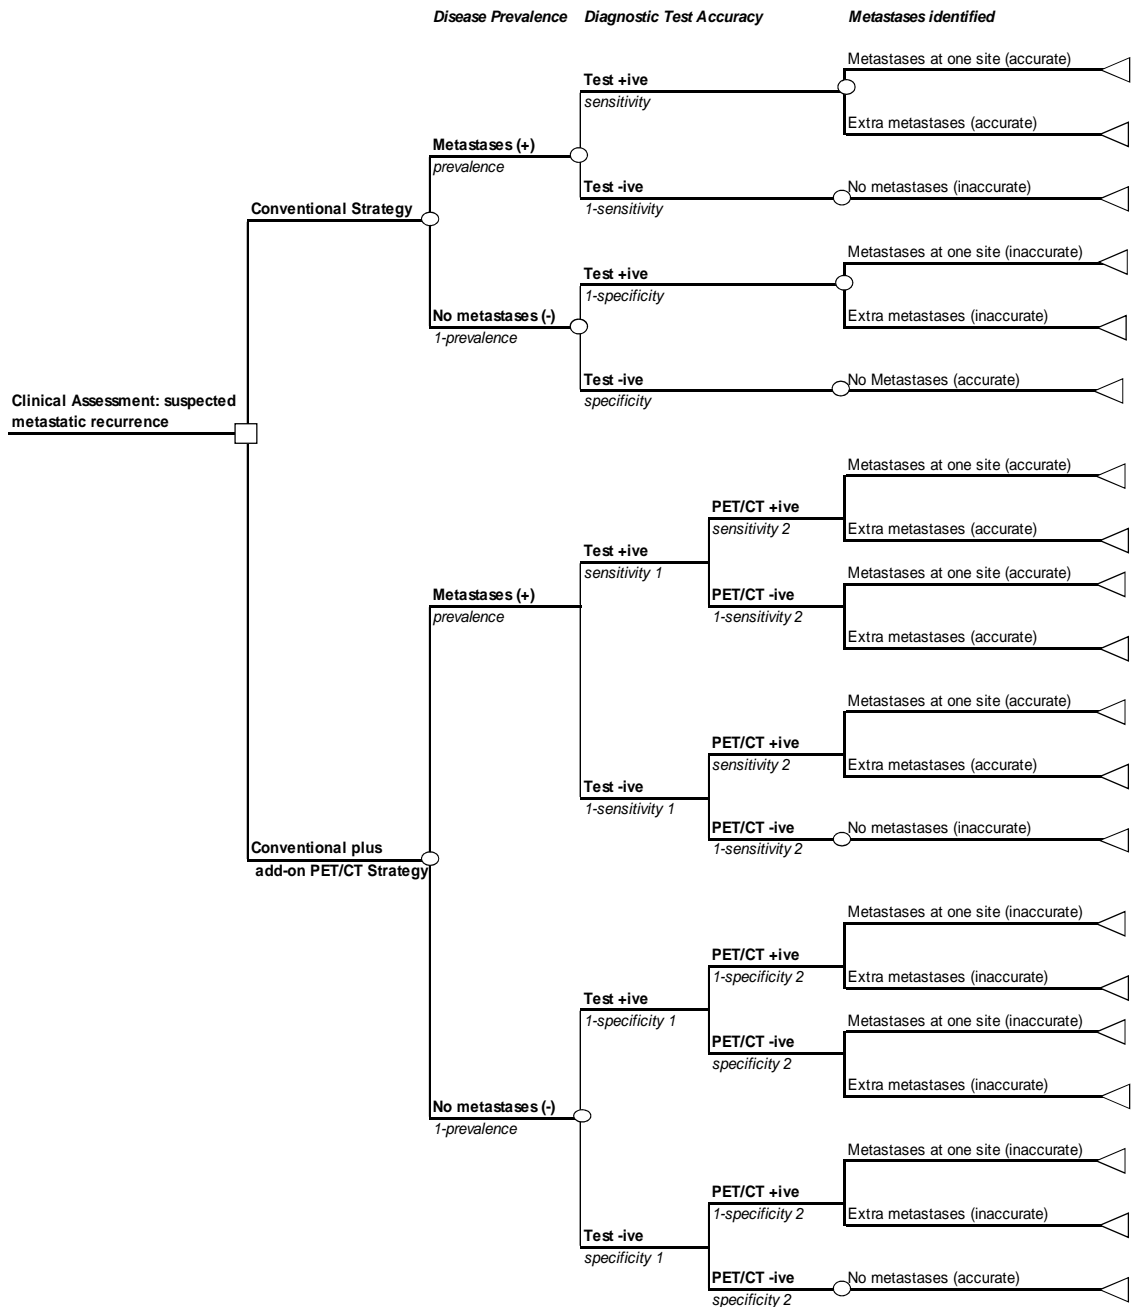 Disease Prevalence
Diagnostic Test Accuracy
Metastases identified
Metastases at one site (accurate)
Test +ive
sensitivity
Extra metastases (accurate)
Metastases (+)
prevalence
Test -ive
No metastases (inaccurate)
1-sensitivity
Conventional Strategy
Metastases at one site (inaccurate)
Test +ive
1-specificity
No metastases (-)
Extra metastases (inaccurate)
1-prevalence
Test -ive
No Metastases (accurate)
specificity
Clinical Assessment: suspected
metastatic recurrence
Metastases at one site (accurate)
PET/CT +ive
sensitivity 2
Extra metastases (accurate)
Test +ive
sensitivity 1
Metastases at one site (accurate)
Metastases (+)
PET/CT -ive
prevalence
1-sensitivity 2
Extra metastases (accurate)
Metastases at one site (accurate)
PET/CT +ive
sensitivity 2
Extra metastases (accurate)
Test -ive
1-sensitivity 1
PET/CT -ive
No metastases (inaccurate)
1-sensitivity 2
Conventional plus
add-on PET/CT Strategy
Metastases at one site (inaccurate)
PET/CT +ive
1-specificity 2
Extra metastases (inaccurate)
Test +ive
1-specificity 1
Metastases at one site (inaccurate)
PET/CT -ive
specificity 2
Extra metastases (inaccurate)
No metastases (-)
1-prevalence
Metastases at one site (inaccurate)
PET/CT +ive
1-specificity 2
Extra metastases (inaccurate)
Test -ive
specificity 1
PET/CT -ive
No metastases (accurate)
specificity 2